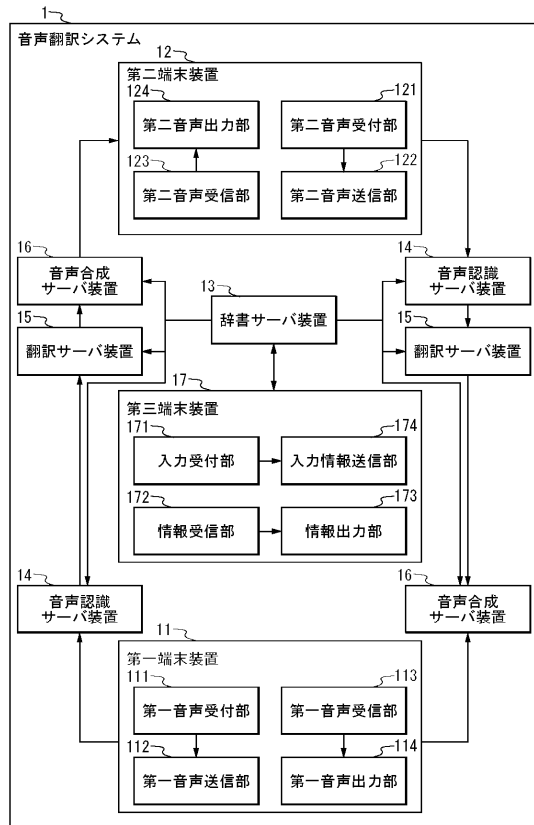 1
音声翻訳システム
12
第二端末装置
124
121
第二音声出力部
第二音声受付部
123
122
第二音声受信部
第二音声送信部
16
音声合成
サーバ装置
14
音声認識
サーバ装置
13
辞書サーバ装置
15
翻訳サーバ装置
15
翻訳サーバ装置
17
第三端末装置
171
174
入力受付部
入力情報送信部
172
173
情報受信部
情報出力部
14
音声認識
サーバ装置
16
音声合成
サーバ装置
11
第一端末装置
111
113
第一音声受付部
第一音声受信部
112
114
第一音声送信部
第一音声出力部